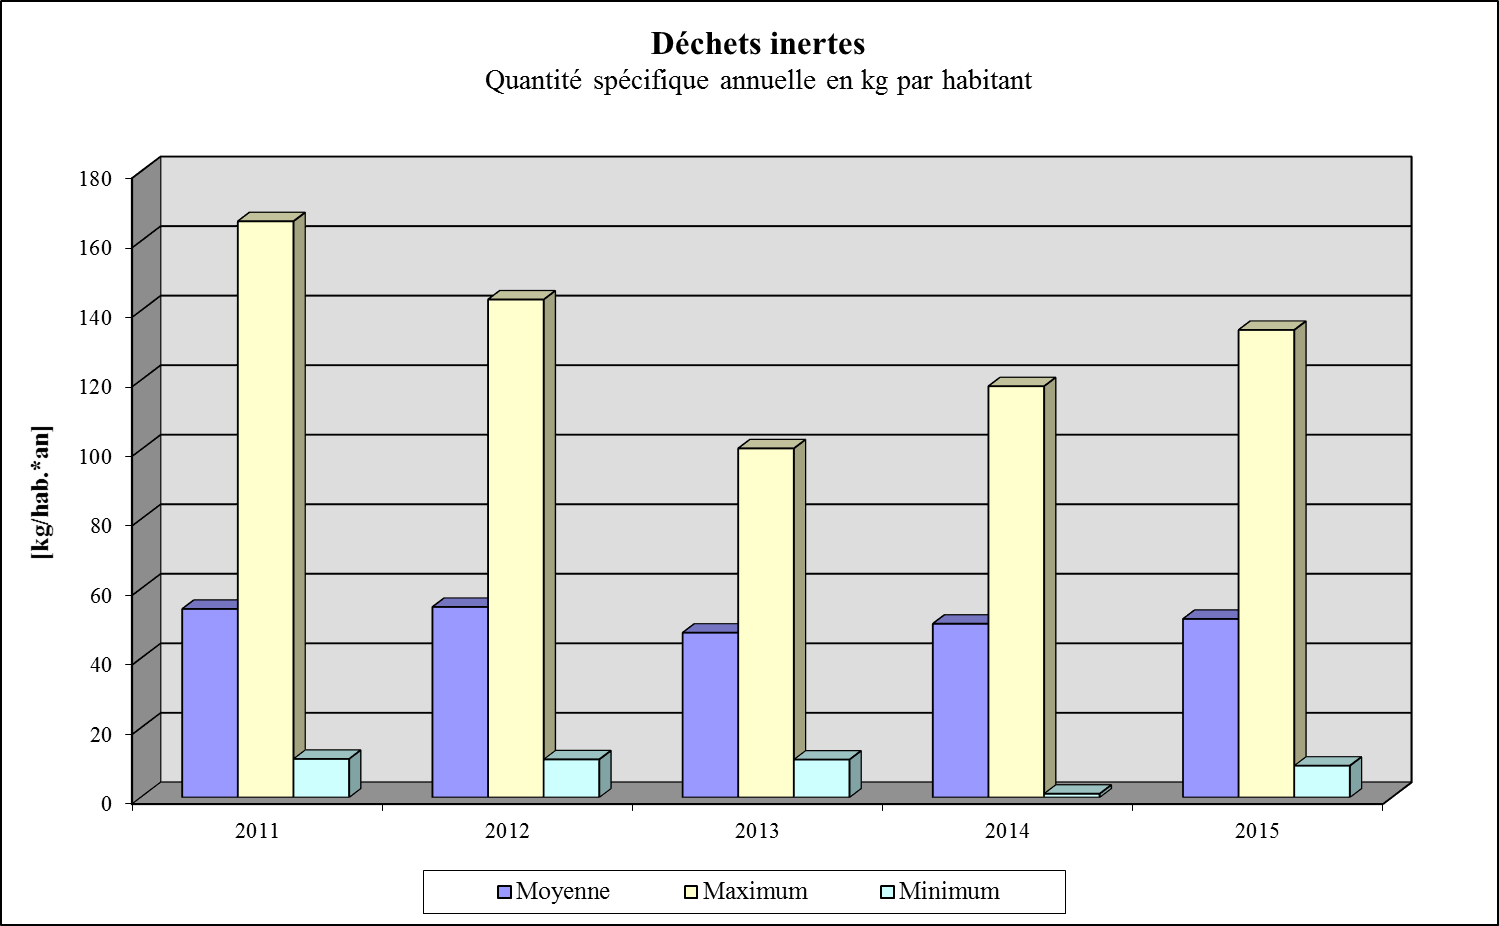 Déchets inertes
Quantité spécifique annuelle en kg par habitant
[kg/hab.*an]
180
160
140
120
100
80
60
40
20
0
2011 2012 2013 2014 2015
Moyenne Maximum Minimum